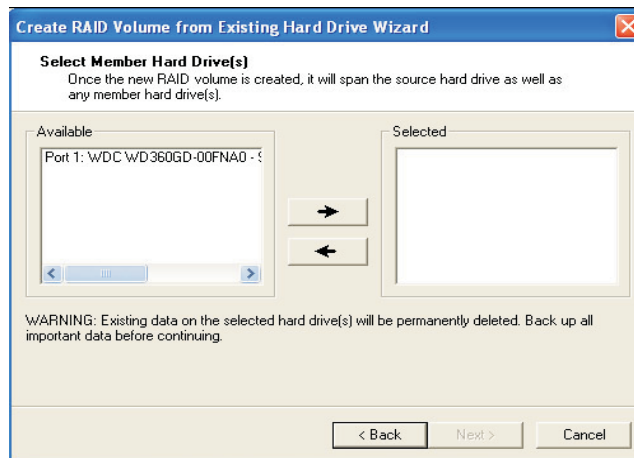 Create RAID Volume from Existing Hard Drive Wizard
Select Member Hard Drive(s)
Once the new RAID volume is created, it will span the source hard drive as well as
any member hard drive(s).
Available
Selected
Port 1: WDC WD360GD-00FNA0 -
WARNING: Existing data on the selected hard drive(s) will be permanently deleted. Back up all
important data before continuing.
< Back
Next >
Cancel